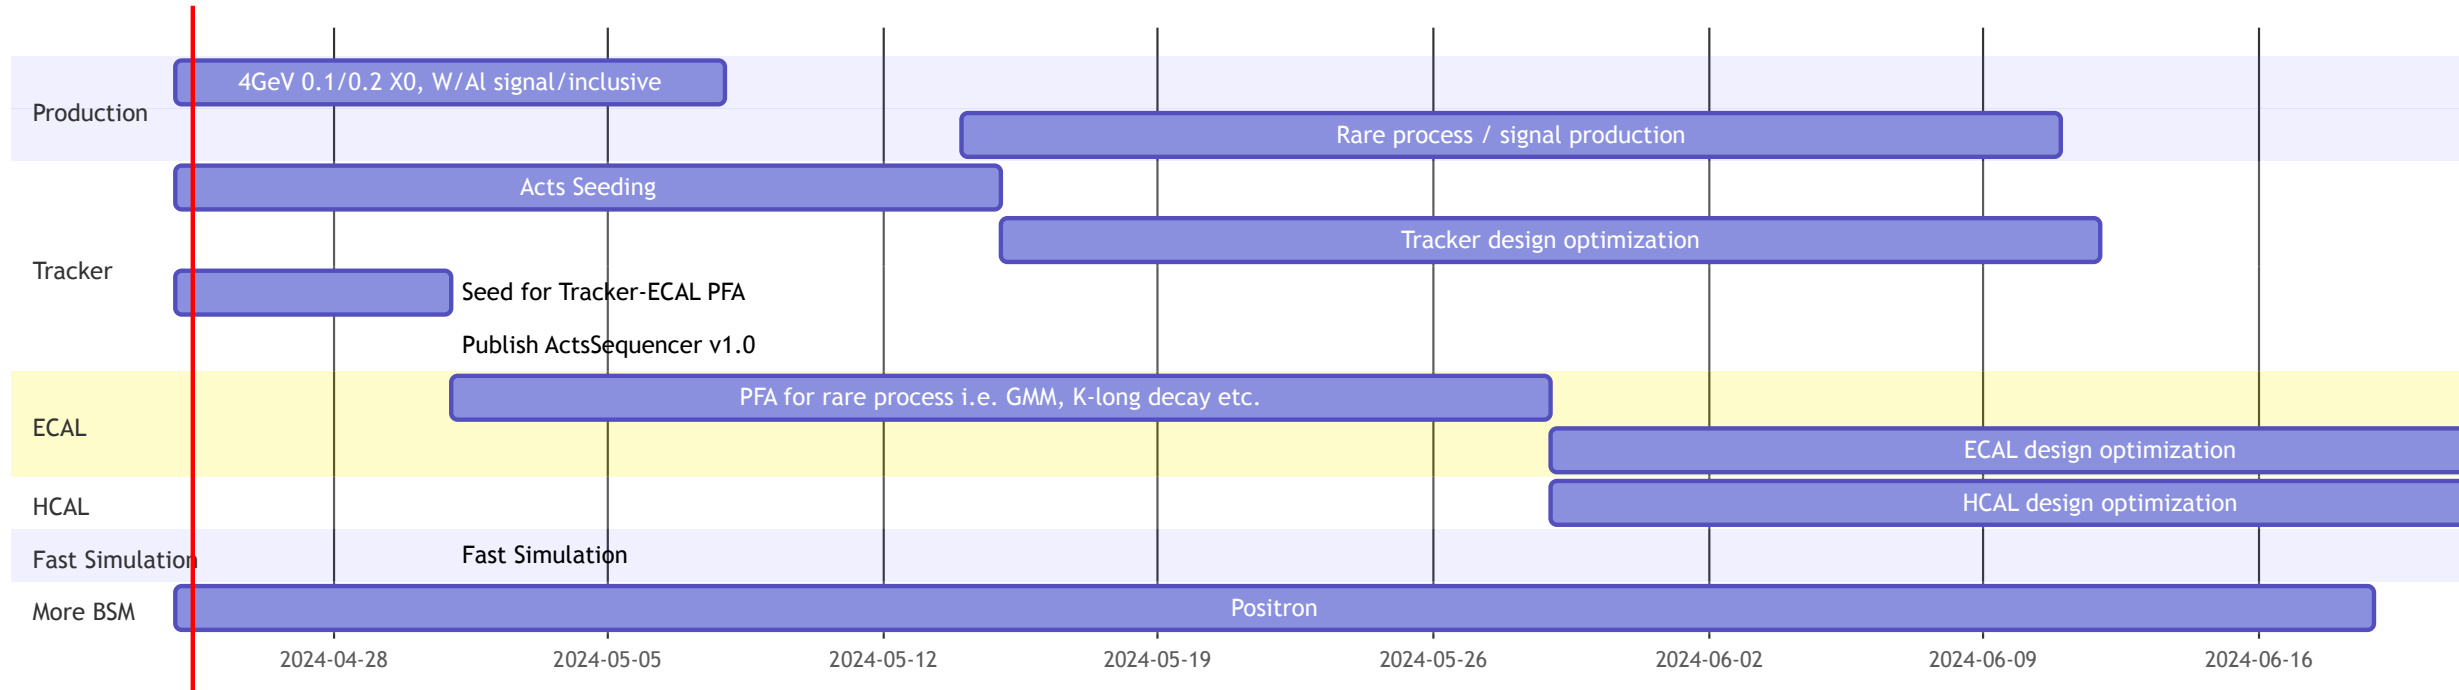 4GeV 0.1/0.2 X0, W/Al signal/inclusive
Production
Rare process / signal production
Acts Seeding
Tracker design optimization
Tracker
Seed for Tracker-ECAL PFA
Publish ActsSequencer v1.0
PFA for rare process i.e. GMM, K-long decay etc.
ECAL
ECAL design optimization
HCAL
HCAL design optimization
Fast Simulation
Fast Simulation
More BSM
Positron
2024-04-28
2024-05-05
2024-05-12
2024-05-19
2024-05-26
2024-06-02
2024-06-09
2024-06-16